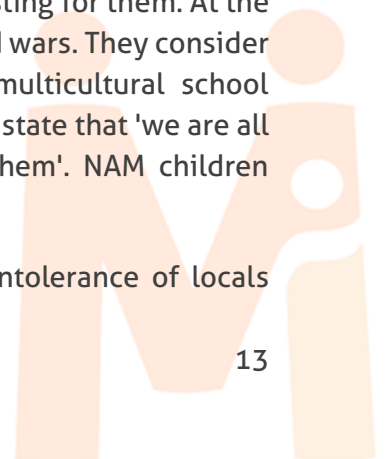 sting for them. At the
wars. They consider
multicultural school
state that 'we are all
hem'. NAM children
ntolerance of locals
13